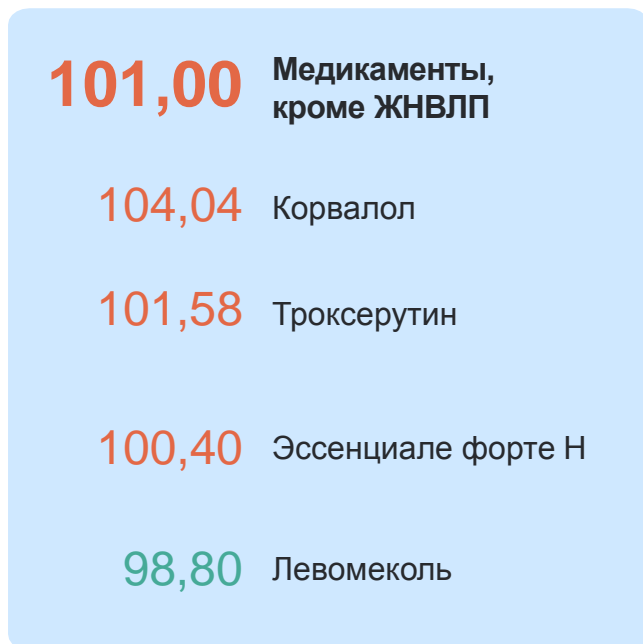 101,00 Медикаменты,
кроме ЖНВЛП
104,04 Корвалол
101,58 Троксерутин
100,40 Эссенциале форте Н
98,80 Левомеколь